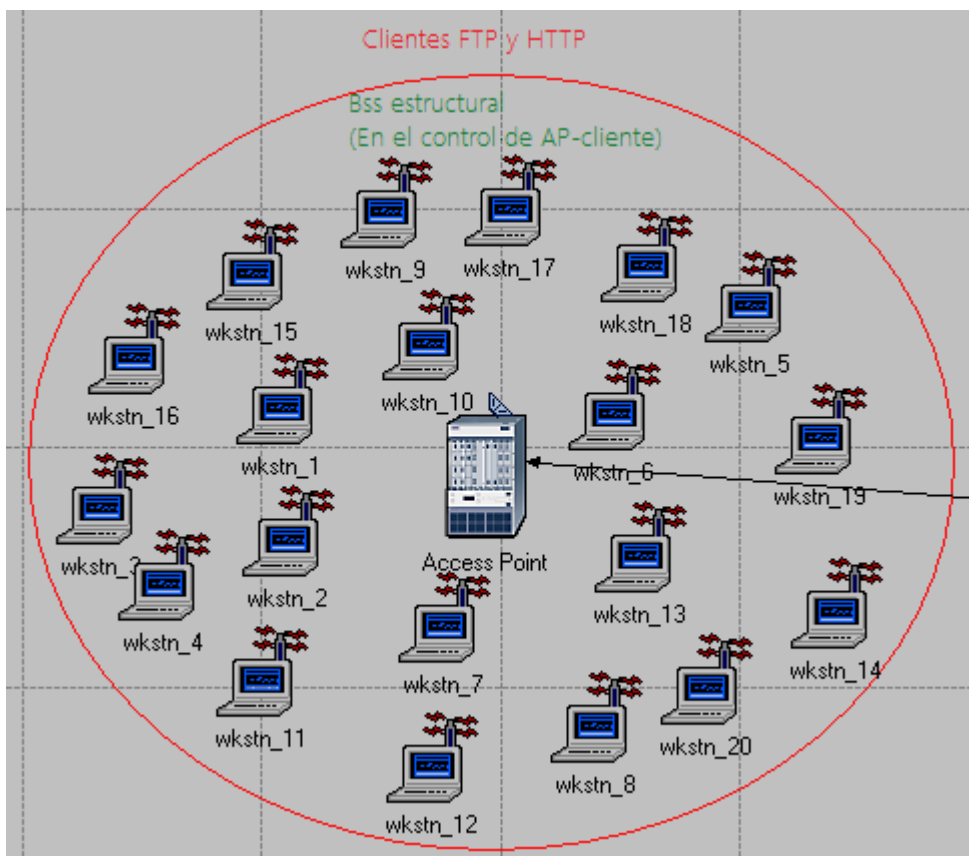 Clientes FTP y HTTP
Bss estructural
(En el control de AP-cliente)
wkstn_9
wkstn_17
wkstn_15
wkstn_18
wkstn_5
wkstn_16
wkstn_10
wkstn_1
wkstn_6
wkstn_19
Access Point
wkstn_3
wkstn_2
wkstn_13
wkstn_4
wkstn_14
wkstn_7
wkstn_11
wkstn_20
wkstn_8
wkstn_12